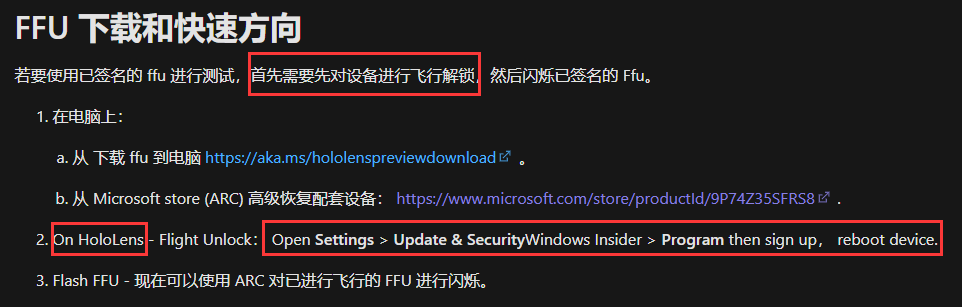 FFU 下载和快速方向
若要使用已签名的 ffu 进行测试，首先需要先对设备进行飞行解锁，然后闪烁已签名的 Ffu。
1. 在电脑上：
a. 从 下载 ffu 到电脑 https://aka.ms/hololenspreviewdownload 。
b. 从 Microsoft store (ARC) 高级恢复配套设备： https://www.microsoft.com/store/productId/9P74Z35SFRS8 .
2. On HoloLens - Flight Unlock： Open Settings > Update & SecurityWindows Insider > Program then sign up， reboot device.
3. Flash FFU - 现在可以使用 ARC 对已进行飞行的 FFU 进行闪烁。